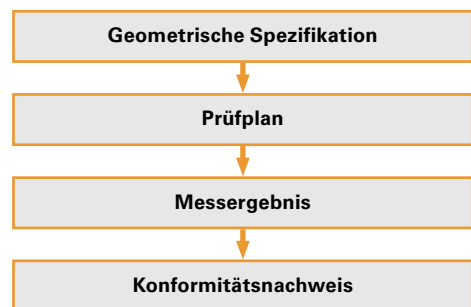 Geometrische Spezifikation
Prüfplan
Messergebnis
Konformitätsnachweis